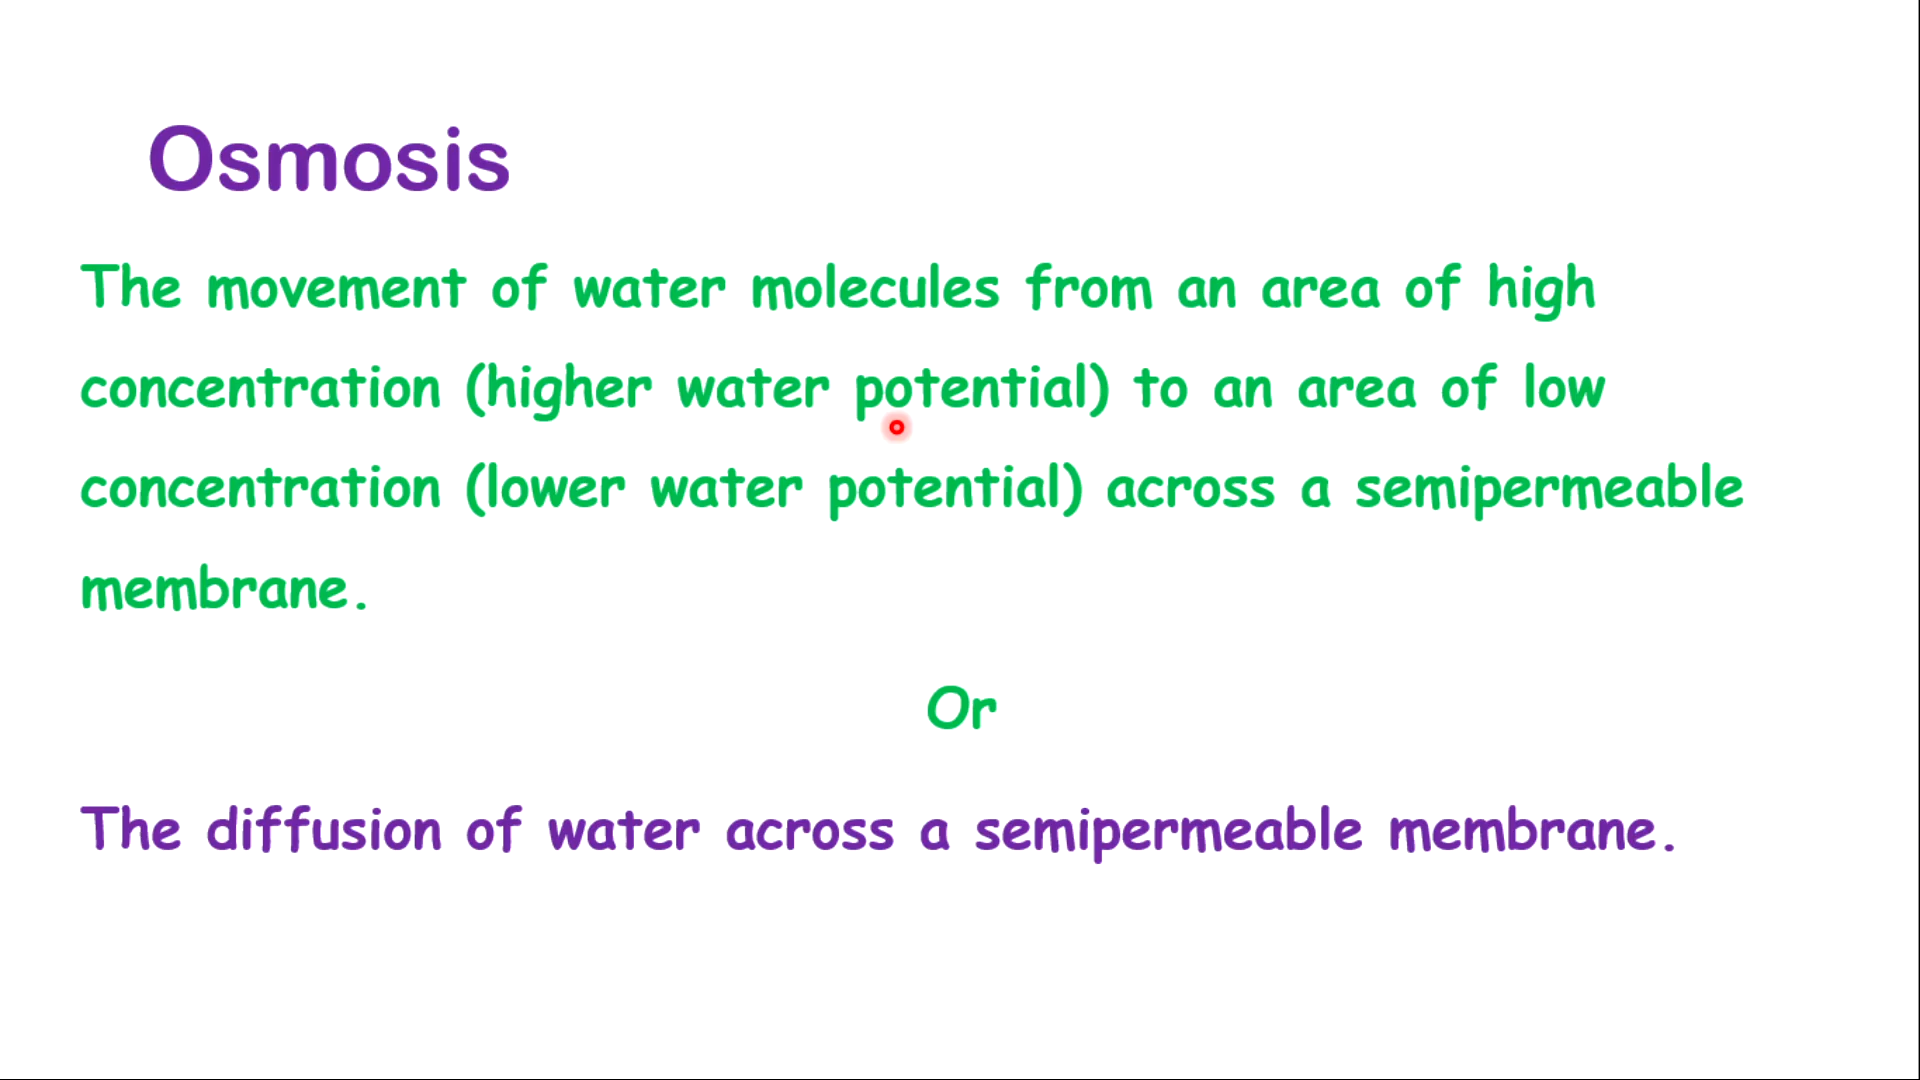 Osmosis
The movement of water molecules from an area of high
concentration (higher water potential) to an area of low
concentration (lower water potential) across a semipermeable
membrane.
Or
The diffusion of water across a semipermeable membrane.